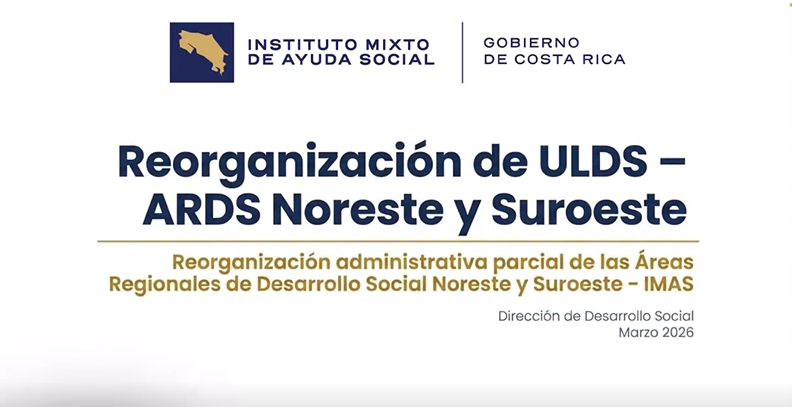 INSTITUTO MIXTO
DE AYUDA SOCIAL
GOBIERNO
DE COSTA RICA
Reorganización de ULDS –
ARDS Noreste y Suroeste
Reorganización administrativa parcial de las Áreas
Regionales de Desarrollo Social Noreste y Suroeste - IMAS
Dirección de Desarrollo Social
Marzo 2026